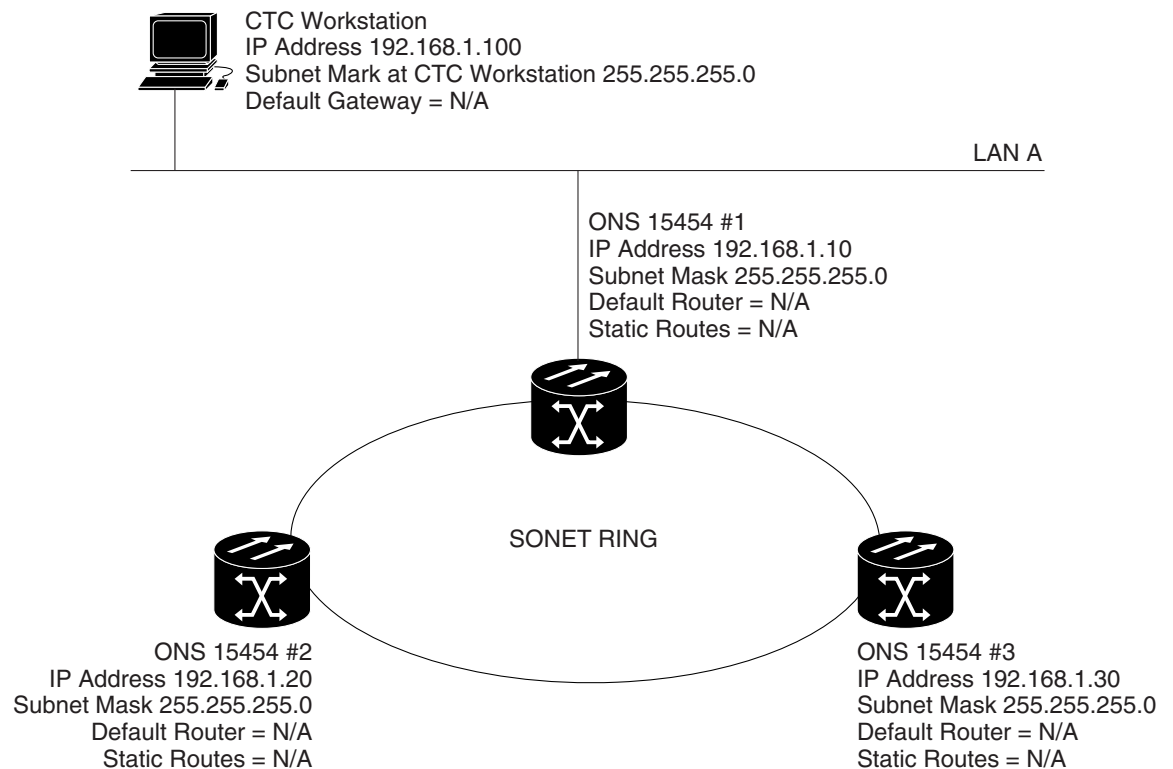 CTC Workstation
IP Address 192.168.1.100
Subnet Mark at CTC Workstation 255.255.255.0
Default Gateway = N/A
LAN A
ONS 15454 #1
IP Address 192.168.1.10
Subnet Mask 255.255.255.0
Default Router = N/A
Static Routes = N/A
SONET RING
ONS 15454 #2
IP Address 192.168.1.20
Subnet Mask 255.255.255.0
Default Router = N/A
Static Routes = N/A
ONS 15454 #3
IP Address 192.168.1.30
Subnet Mask 255.255.255.0
Default Router = N/A
Static Routes = N/A